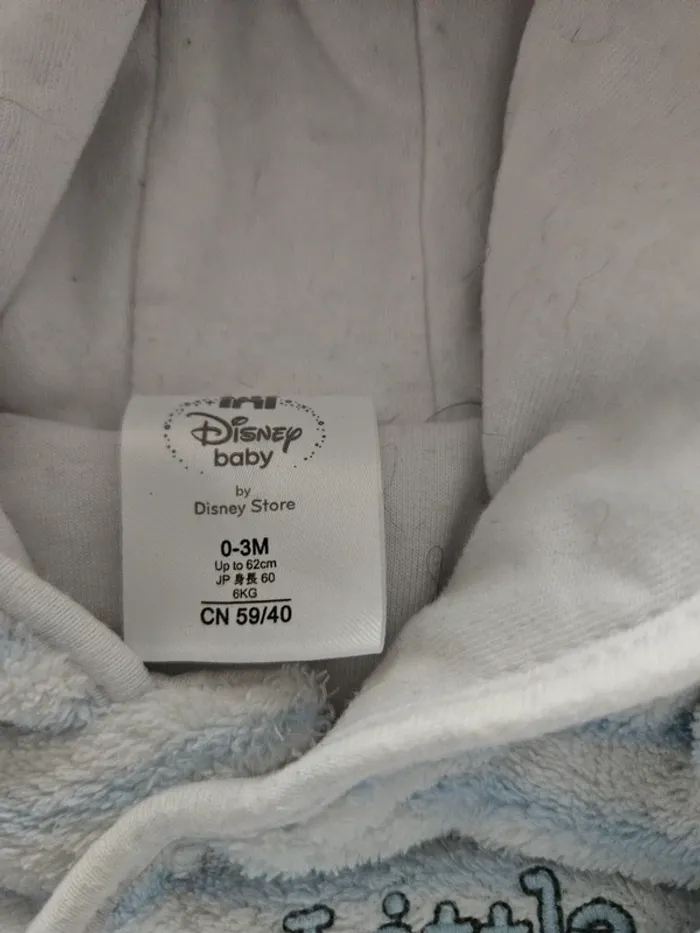 Disney
baby
by
Disney Store
0-3M
Up to 62cm
JP 身長 60
6KG
CN 59/40
Little